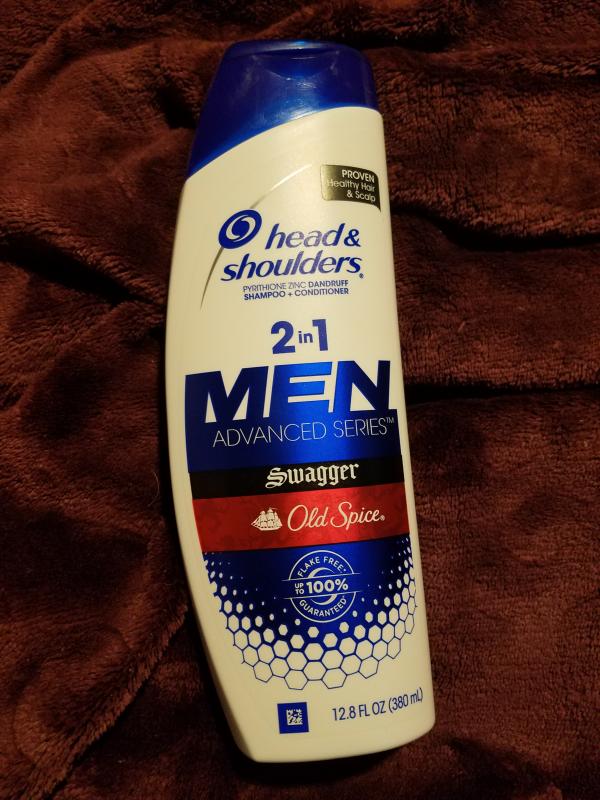 PROVEN
Healthy Hair
& Scalp
head &
shoulders®
PYRITHIONE ZINC DANDRUFF
SHAMPOO + CONDITIONER
2 in 1
MEN
ADVANCED SERIES™
Swagger
Old Spice®
FLAKE FREE*
UP TO 100%
GUARANTEED
12.8 FL OZ (380 mL)